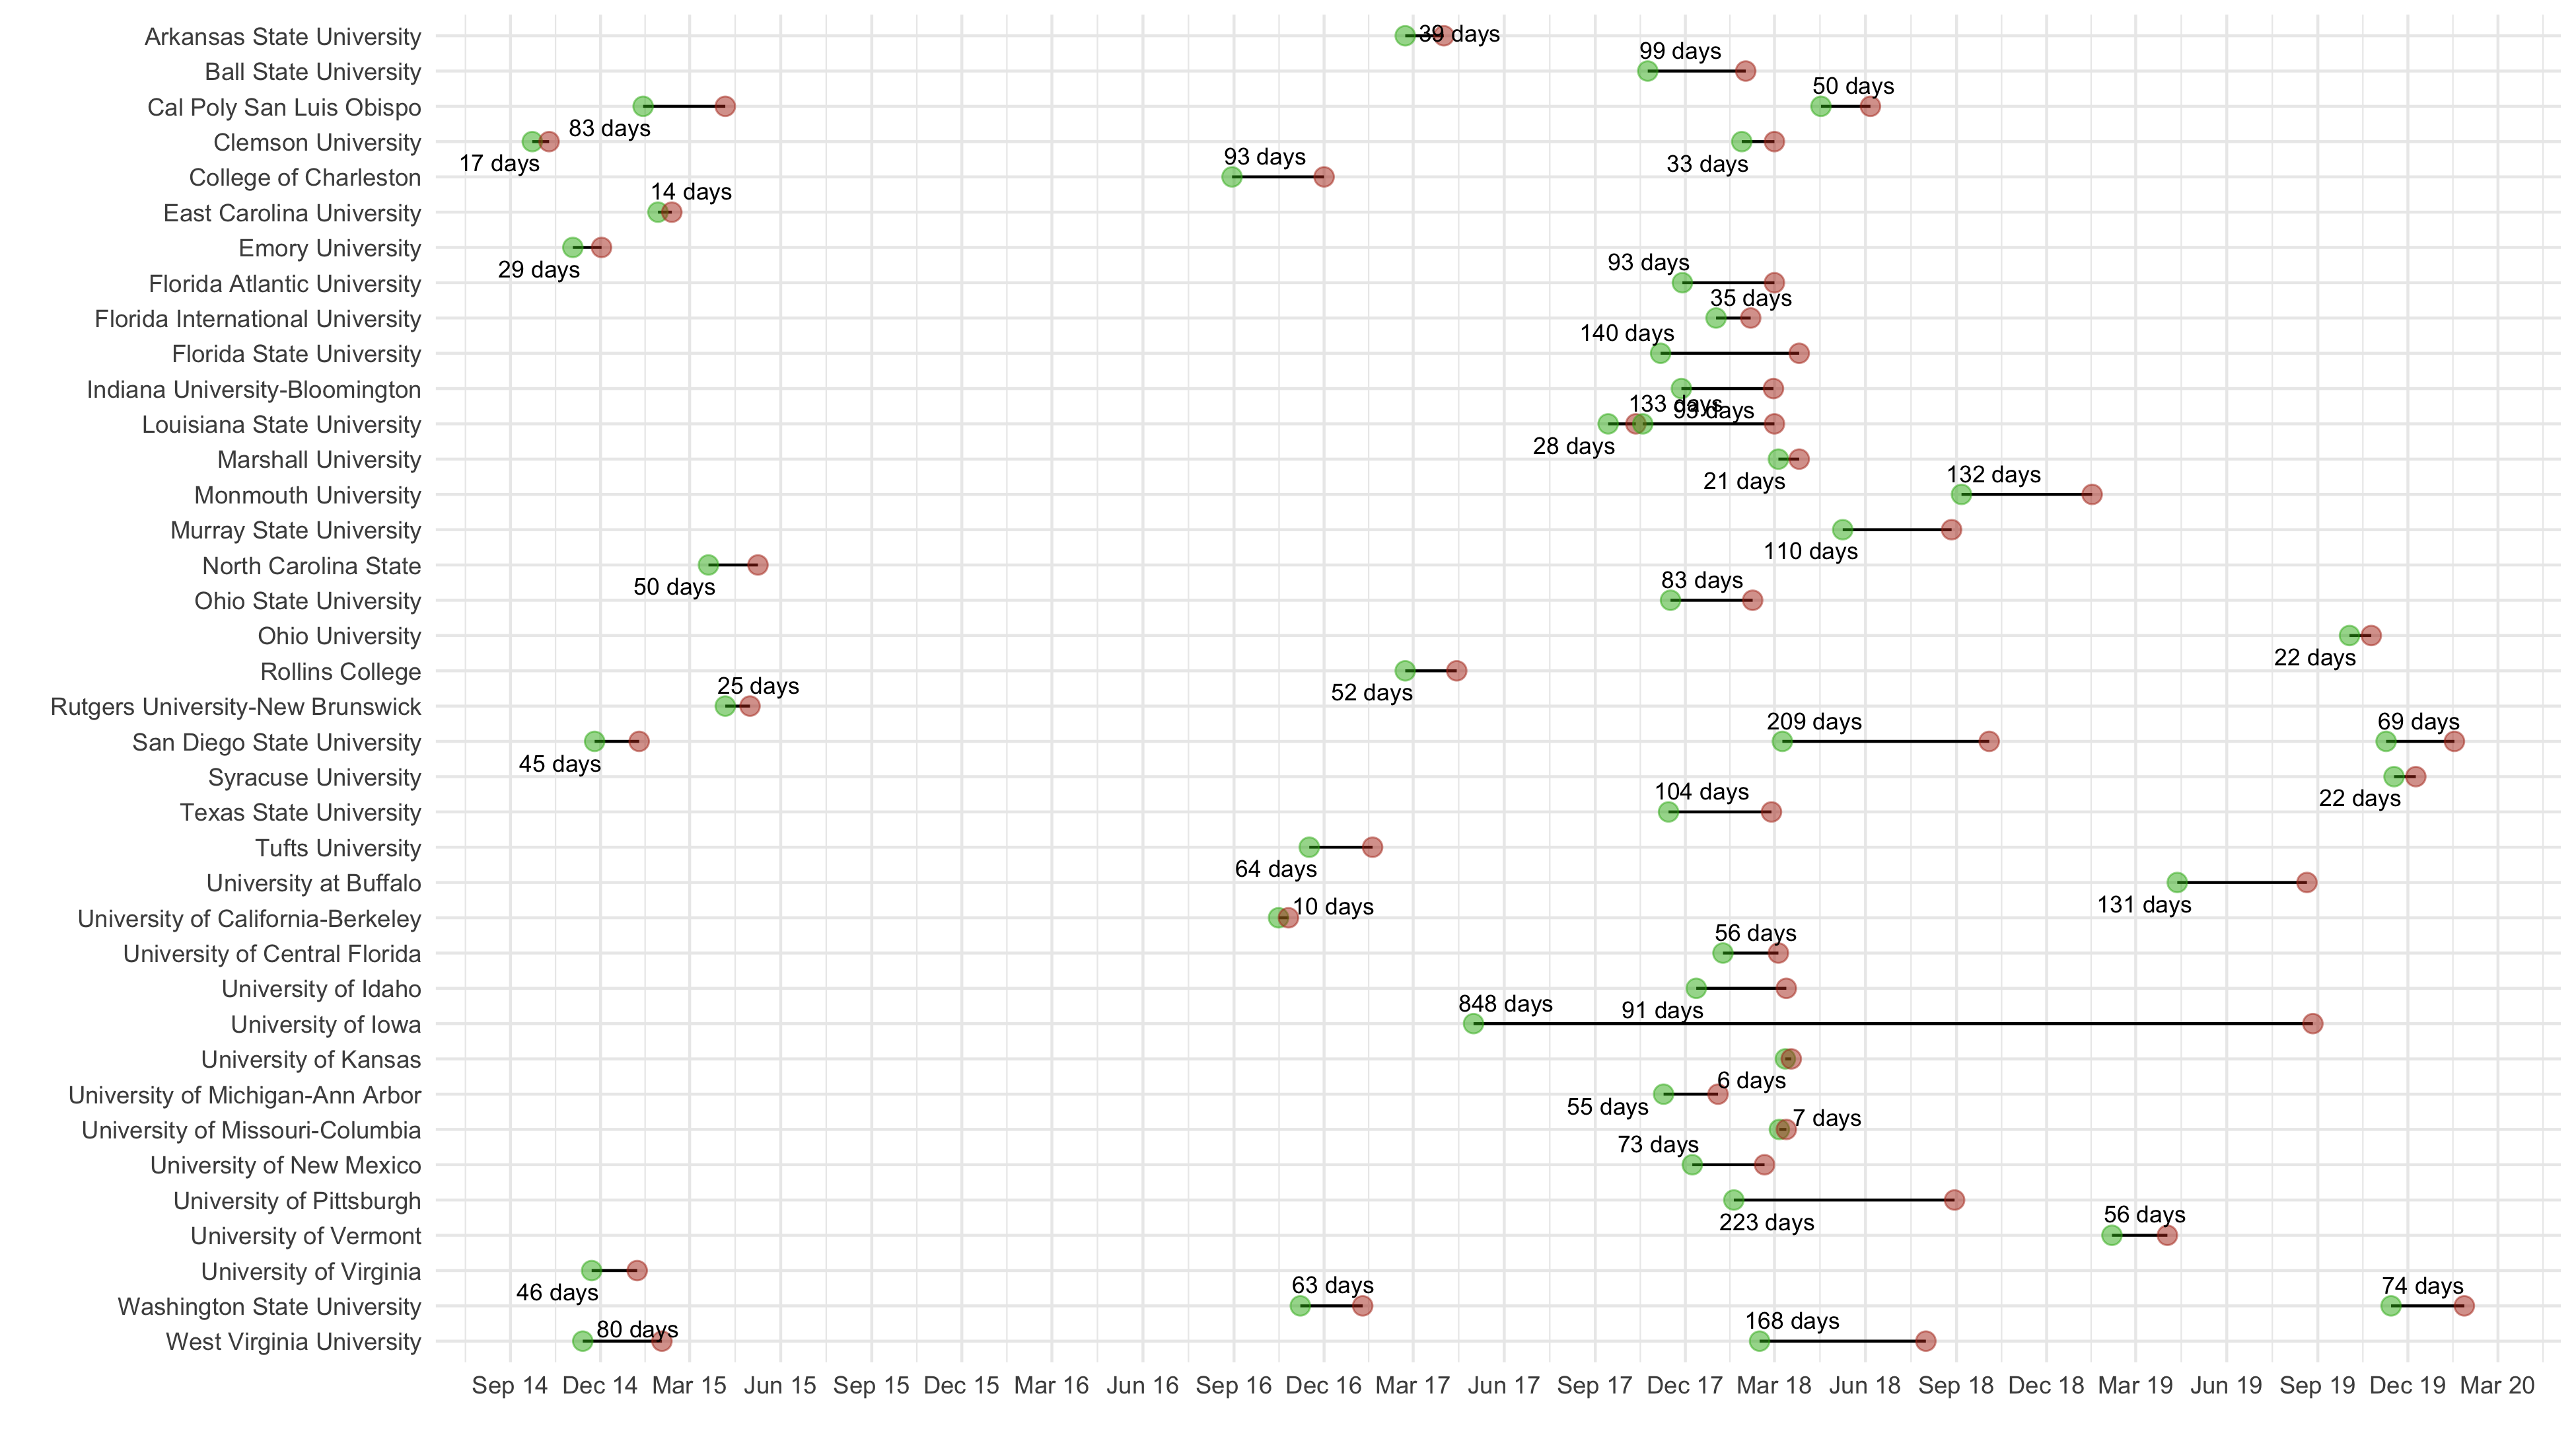 Arkansas State University
39 days
Ball State University
99 days
Cal Poly San Luis Obispo
83 days
50 days
Clemson University
17 days
33 days
College of Charleston
93 days
East Carolina University
14 days
Emory University
29 days
Florida Atlantic University
93 days
Florida International University
35 days
Florida State University
140 days
Indiana University-Bloomington
93 days
Louisiana State University
28 days
133 days
Marshall University
21 days
Monmouth University
132 days
Murray State University
110 days
North Carolina State
50 days
Ohio State University
83 days
Ohio University
22 days
Rollins College
52 days
Rutgers University-New Brunswick
25 days
San Diego State University
45 days
209 days
69 days
Syracuse University
22 days
Texas State University
104 days
Tufts University
64 days
University at Buffalo
131 days
University of California-Berkeley
10 days
University of Central Florida
56 days
University of Idaho
91 days
University of Iowa
848 days
University of Kansas
6 days
University of Michigan-Ann Arbor
55 days
University of Missouri-Columbia
7 days
University of New Mexico
73 days
University of Pittsburgh
223 days
University of Vermont
56 days
University of Virginia
46 days
Washington State University
63 days
74 days
West Virginia University
80 days
168 days
Sep 14 Dec 14 Mar 15 Jun 15 Sep 15 Dec 15 Mar 16 Jun 16 Sep 16 Dec 16 Mar 17 Jun 17 Sep 17 Dec 17 Mar 18 Jun 18 Sep 18 Dec 18 Mar 19 Jun 19 Sep 19 Dec 19 Mar 20